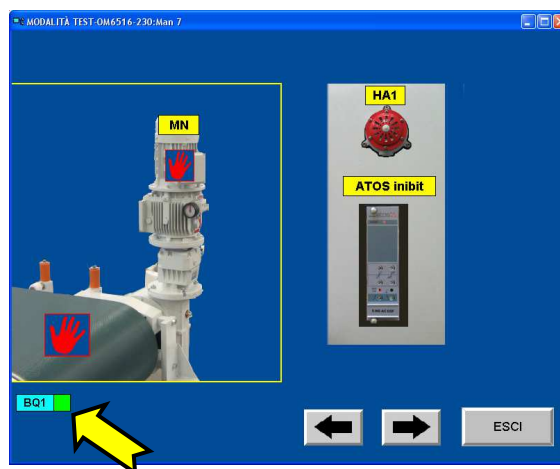 MODALITÀ TEST-OM6516-230:Man 7
HA1
MN
ATOS inibit
BQ1
ESCI